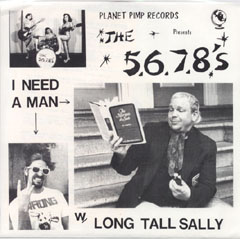 PLANET PIMP RECORDS
Presents
THE
5.6.7.8's
I NEED
A MAN →
W/ LONG TALL SALLY